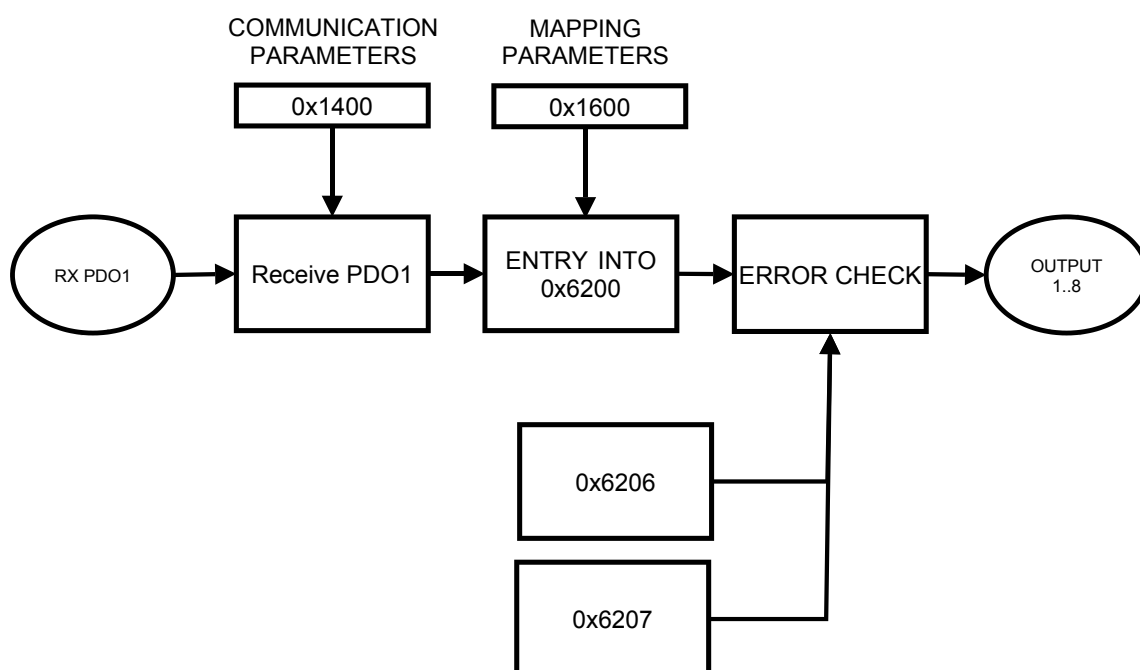 COMMUNICATION
PARAMETERS
MAPPING
PARAMETERS
0x1400
0x1600
RX PDO1
Receive PDO1
ENTRY INTO
0x6200
ERROR CHECK
OUTPUT
1..8
0x6206
0x6207